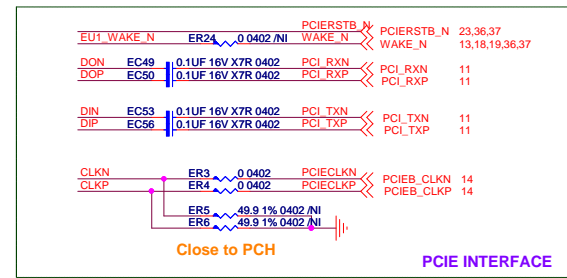 PCIERSTB_N PCIERSTB_N 23,36,37
EU1_WAKE_N ER24 0 0402 /NI WAKE_N WAKE_N 13,18,19,36,37
DON EC49 0.1UF 16V X7R 0402 PCI_RXN PCI_RXN 11
DOP EC50 0.1UF 16V X7R 0402 PCI_RXP PCI_RXP 11
DIN EC53 0.1UF 16V X7R 0402 PCI_TXN PCI_TXN 11
DIP EC56 0.1UF 16V X7R 0402 PCI_TXP PCI_TXP 11
CLKN ER3 0 0402 PCIECLKN PCIEB_CLKN 14
CLKP ER4 0 0402 PCIECLKP PCIEB_CLKP 14
ER5 49.9 1% 0402 /NI
ER6 49.9 1% 0402 /NI
Close to PCH
PCIE INTERFACE